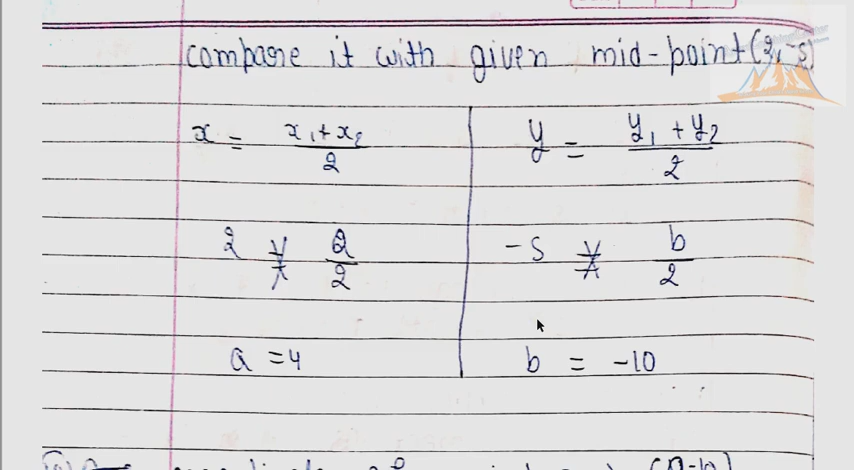 compare it with given mid-point (2, -5)
x = x₁+x₂/2
y = y₁+y₂/2
2 = a/2
-5 = b/2
a = 4
b = -10